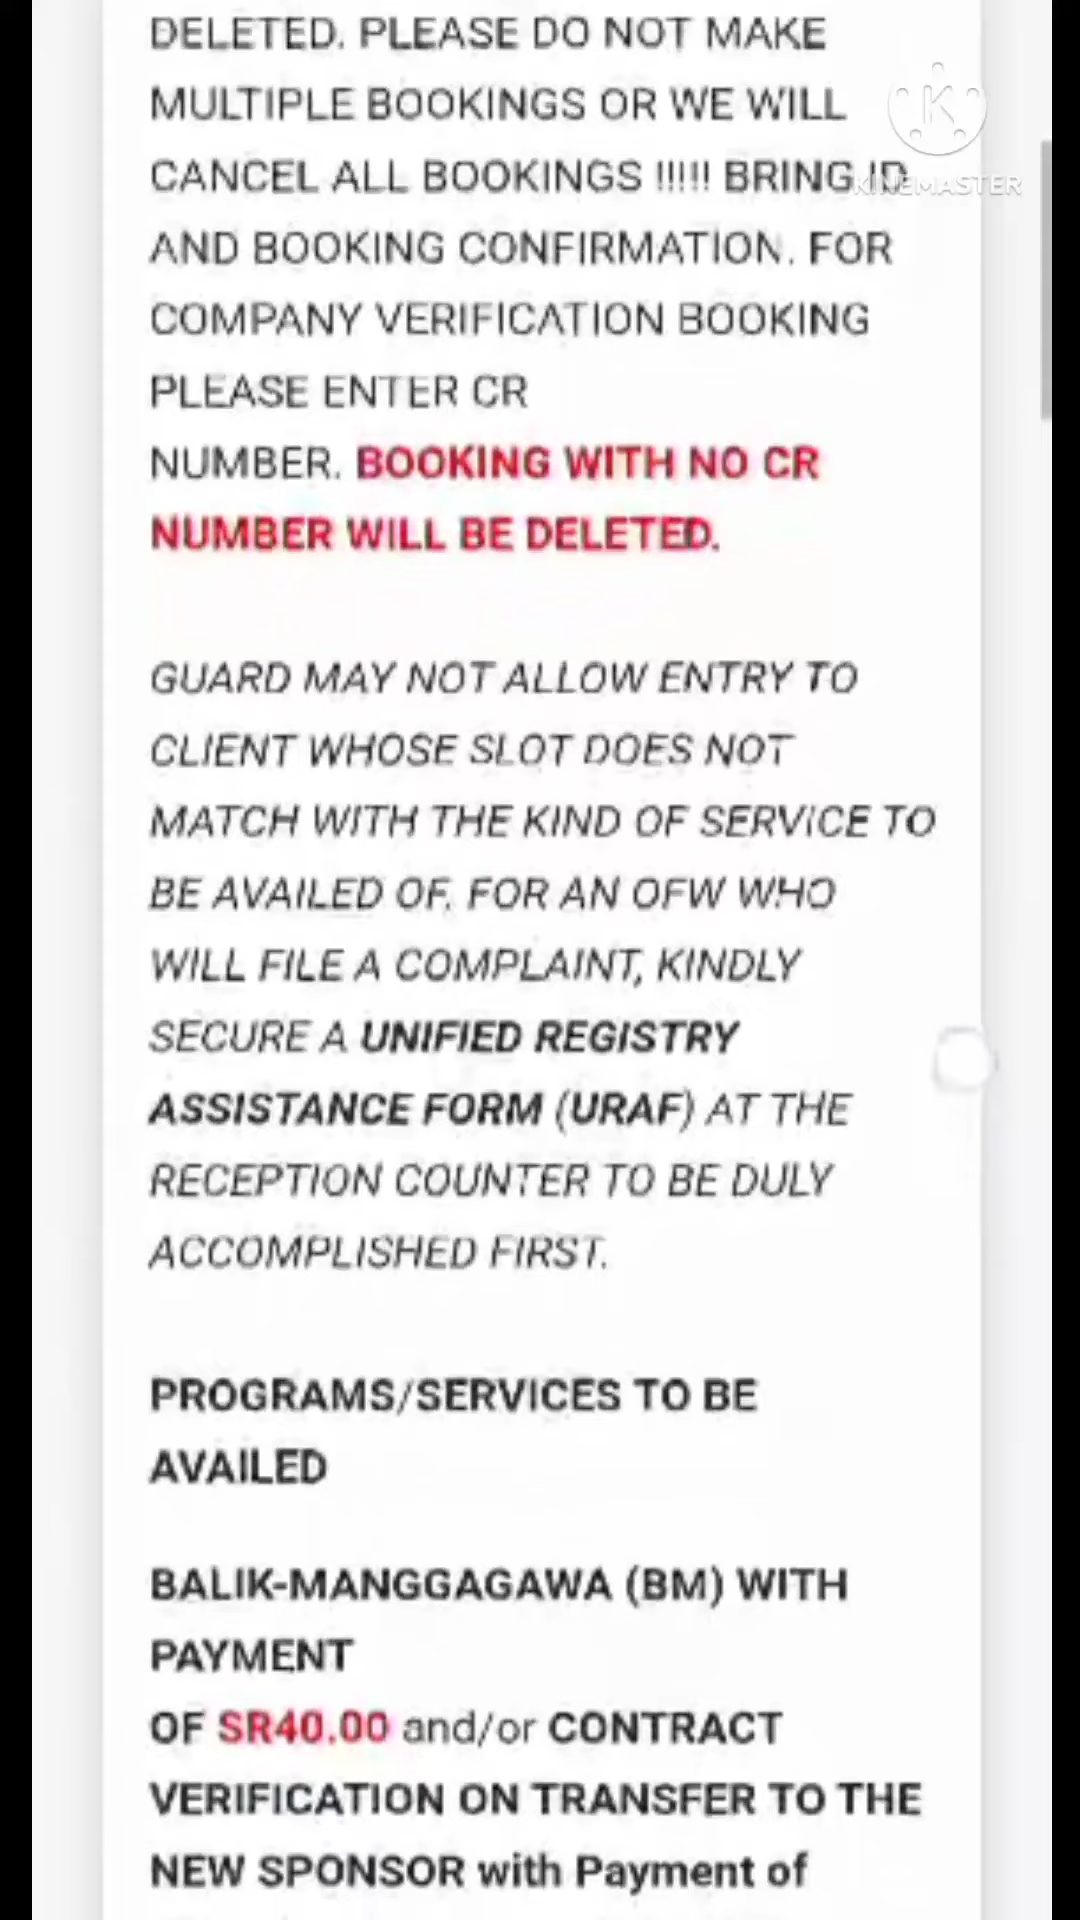 DELETED. PLEASE DO NOT MAKE
MULTIPLE BOOKINGS OR WE WILL
CANCEL ALL BOOKINGS !!!!! BRING ID
AND BOOKING CONFIRMATION. FOR
COMPANY VERIFICATION BOOKING
PLEASE ENTER CR
NUMBER. BOOKING WITH NO CR
NUMBER WILL BE DELETED.
GUARD MAY NOT ALLOW ENTRY TO
CLIENT WHOSE SLOT DOES NOT
MATCH WITH THE KIND OF SERVICE TO
BE AVAILED OF. FOR AN OFW WHO
WILL FILE A COMPLAINT, KINDLY
SECURE A UNIFIED REGISTRY
ASSISTANCE FORM (URAF) AT THE
RECEPTION COUNTER TO BE DULY
ACCOMPLISHED FIRST.
PROGRAMS/SERVICES TO BE
AVAILED
BALIK-MANGGAGAWA (BM) WITH
PAYMENT
OF SR40.00 and/or CONTRACT
VERIFICATION ON TRANSFER TO THE
NEW SPONSOR with Payment of
K
KINEMASTER